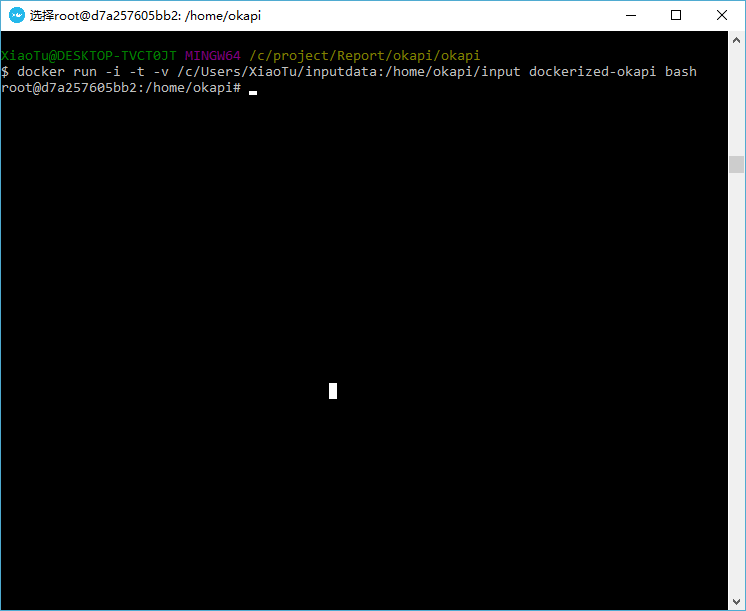 选择root@d7a257605bb2: /home/okapi
XiaoTu@DESKTOP-TVCT0JT MINGW64 /c/project/Report/okapi/okapi
$ docker run -i -t -v /c/Users/XiaoTu/inputdata:/home/okapi/input dockerized-okapi bash
root@d7a257605bb2:/home/okapi#